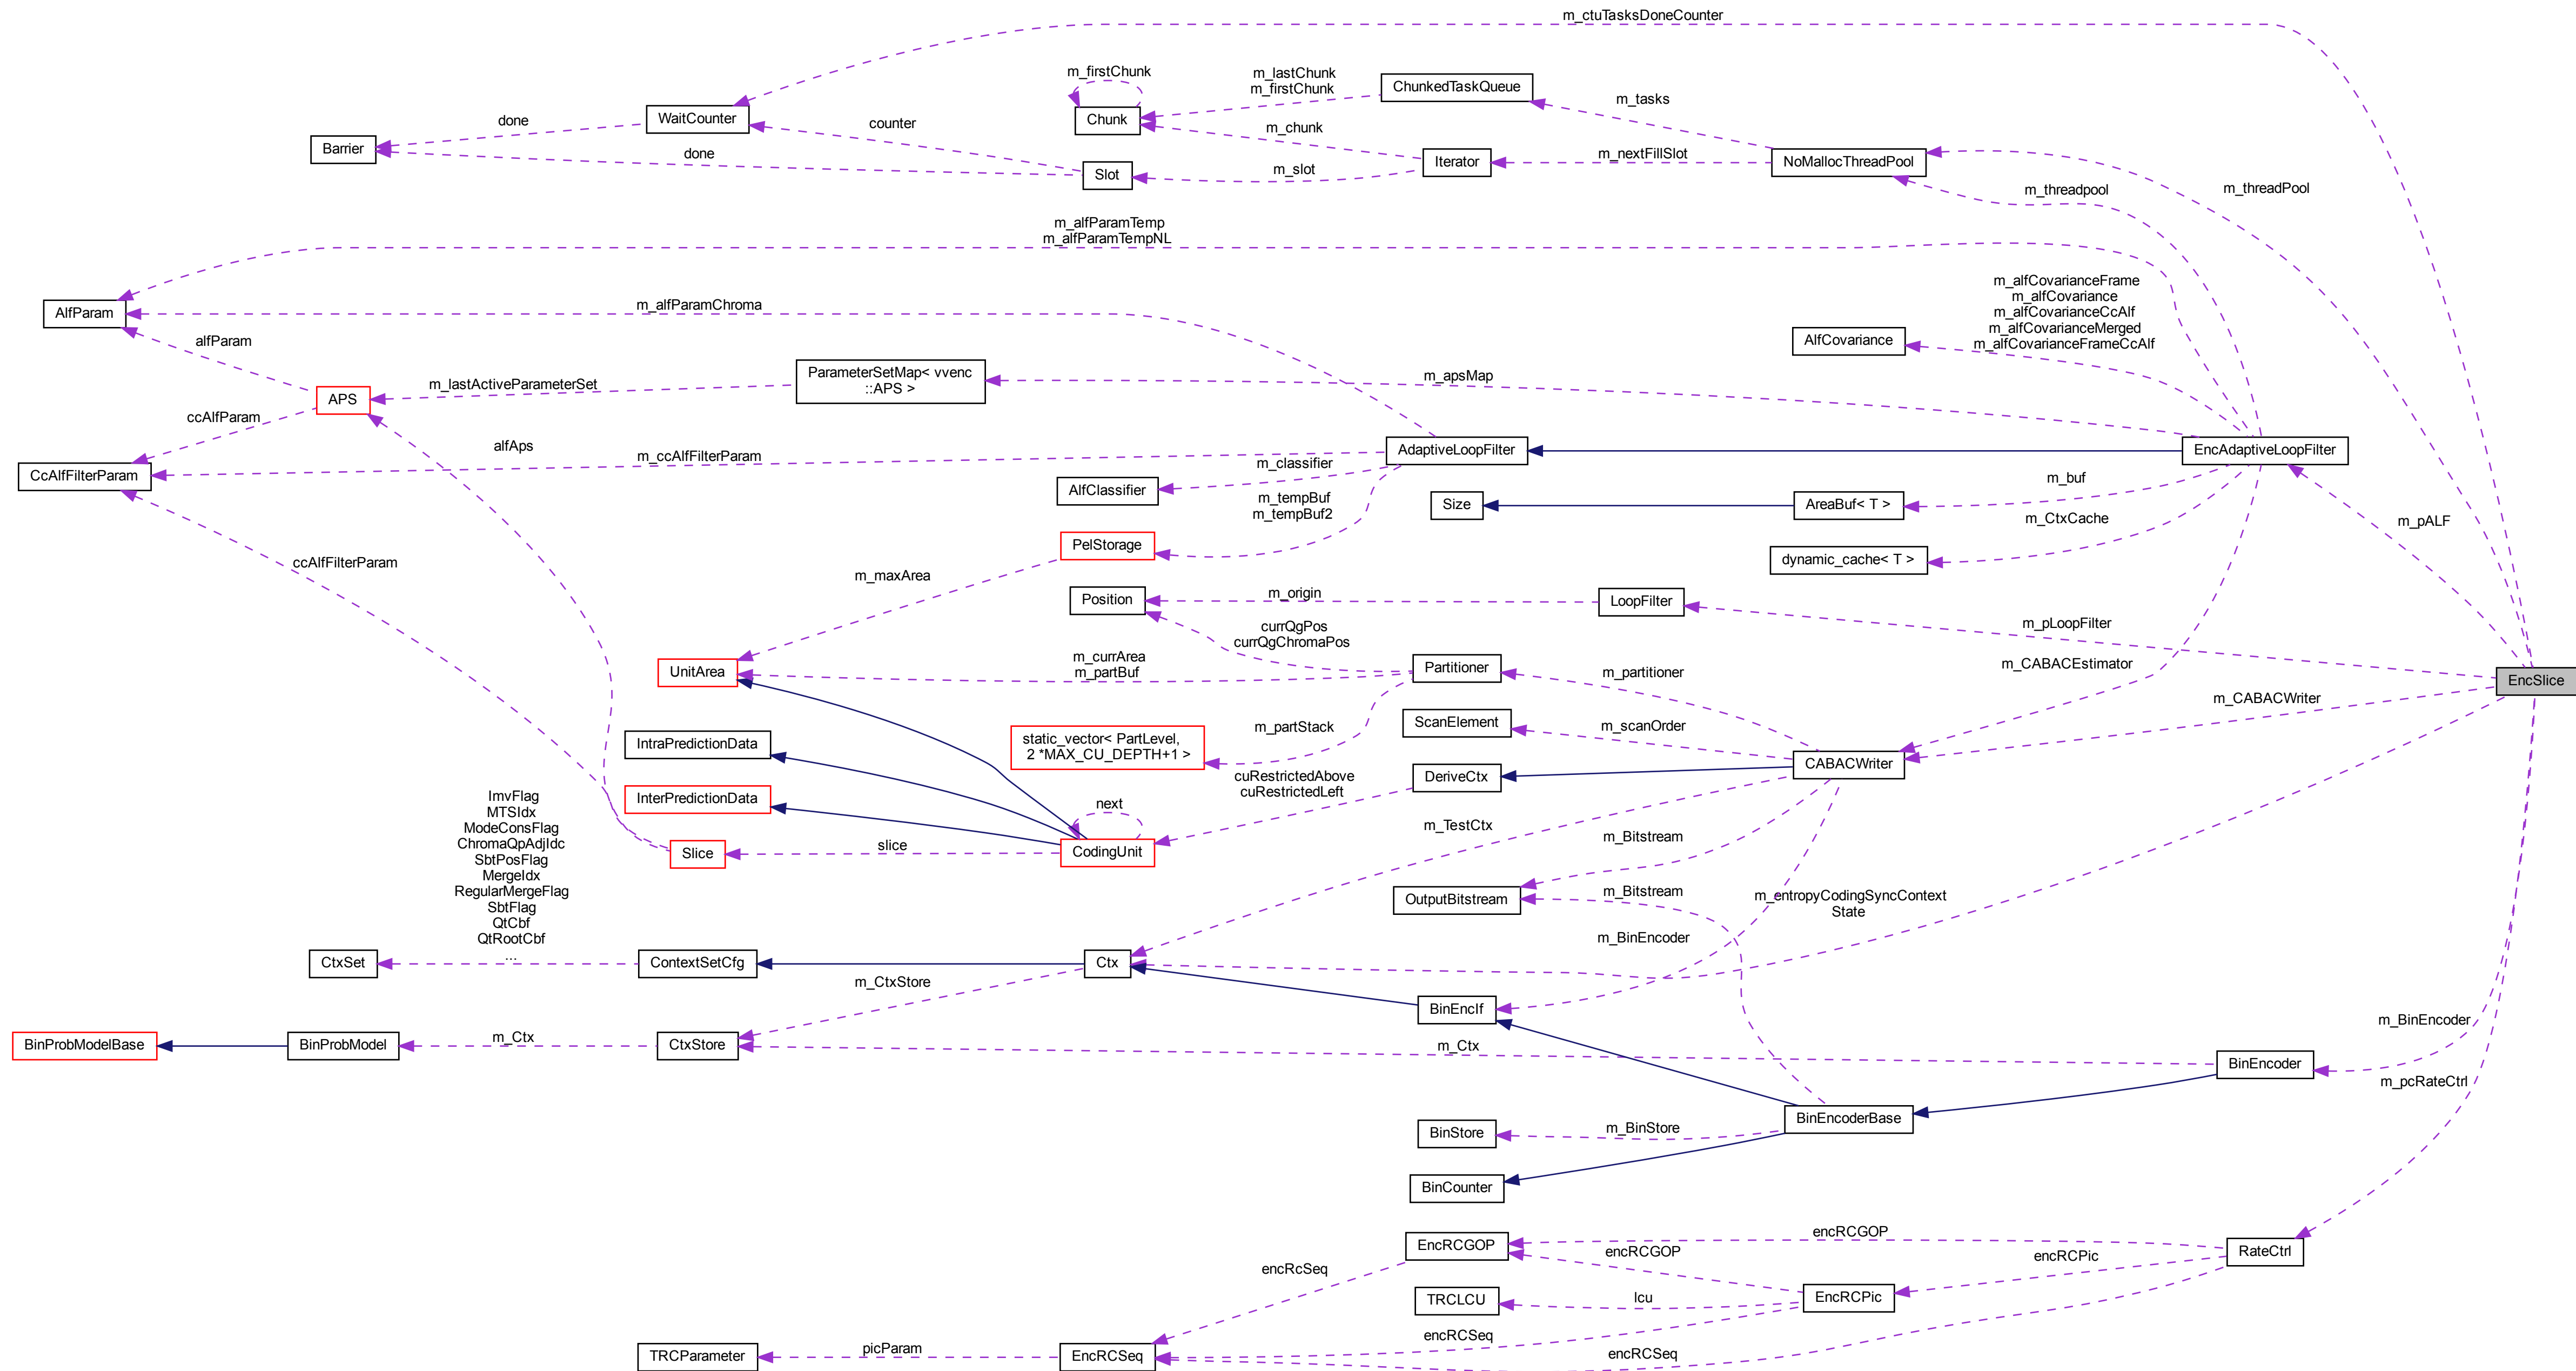 m_ctuTasksDoneCounter
m_firstChunk
m_lastChunk
m_firstChunk
ChunkedTaskQueue
m_tasks
WaitCounter
Chunk
done
counter
m_chunk
Barrier
done
Slot
m_slot
Iterator
m_nextFillSlot
NoMallocThreadPool
m_threadpool
m_threadPool
m_alfParamTemp
m_alfParamTempNL
AlfParam
m_alfParamChroma
m_alfCovarianceFrame
m_alfCovariance
m_alfCovarianceCcAlf
m_alfCovarianceMerged
m_alfCovarianceFrameCcAlf
AlfCovariance
alfParam
ParameterSetMap< vvenc
::APS >
m_lastActiveParameterSet
m_apsMap
APS
ccAlfParam
alfAps
m_ccAlfFilterParam
AdaptiveLoopFilter
EncAdaptiveLoopFilter
CcAlfFilterParam
m_classifier
AlfClassifier
m_tempBuf
m_tempBuf2
Size
AreaBuf< T >
m_buf
m_CtxCache
m_pALF
PelStorage
dynamic_cache< T >
ccAlfFilterParam
m_maxArea
Position
m_origin
LoopFilter
m_pLoopFilter
currQgPos
currQgChromaPos
UnitArea
m_currArea
m_partBuf
Partitioner
m_partitioner
m_CABACEstimator
EncSlice
m_CABACWriter
IntraPredictionData
static_vector< PartLevel,
2 *MAX_CU_DEPTH+1 >
m_partStack
ScanElement
m_scanOrder
CABACWriter
InterPredictionData
cuRestrictedAbove
cuRestrictedLeft
DeriveCtx
next
CodingUnit
slice
Slice
m_TestCtx
m_Bitstream
ImvFlag
MTSIdx
ModeConsFlag
ChromaQpAdjIdc
SbtPosFlag
MergeIdx
RegularMergeFlag
SbtFlag
QtCbf
QtRootCbf
...
OutputBitstream
m_Bitstream
m_entropyCodingSyncContext
State
m_BinEncoder
CtxSet
ContextSetCfg
Ctx
m_CtxStore
BinEncIf
m_BinEncoder
BinProbModelBase
BinProbModel
m_Ctx
CtxStore
m_Ctx
BinEncoder
m_pcRateCtrl
BinEncoderBase
BinStore
m_BinStore
BinCounter
EncRCGOP
encRCGOP
encRCGOP
encRCPic
RateCtrl
encRcSeq
TRCLCU
lcu
EncRCPic
TRCParameter
picParam
EncRCSeq
encRCSeq
encRCSeq